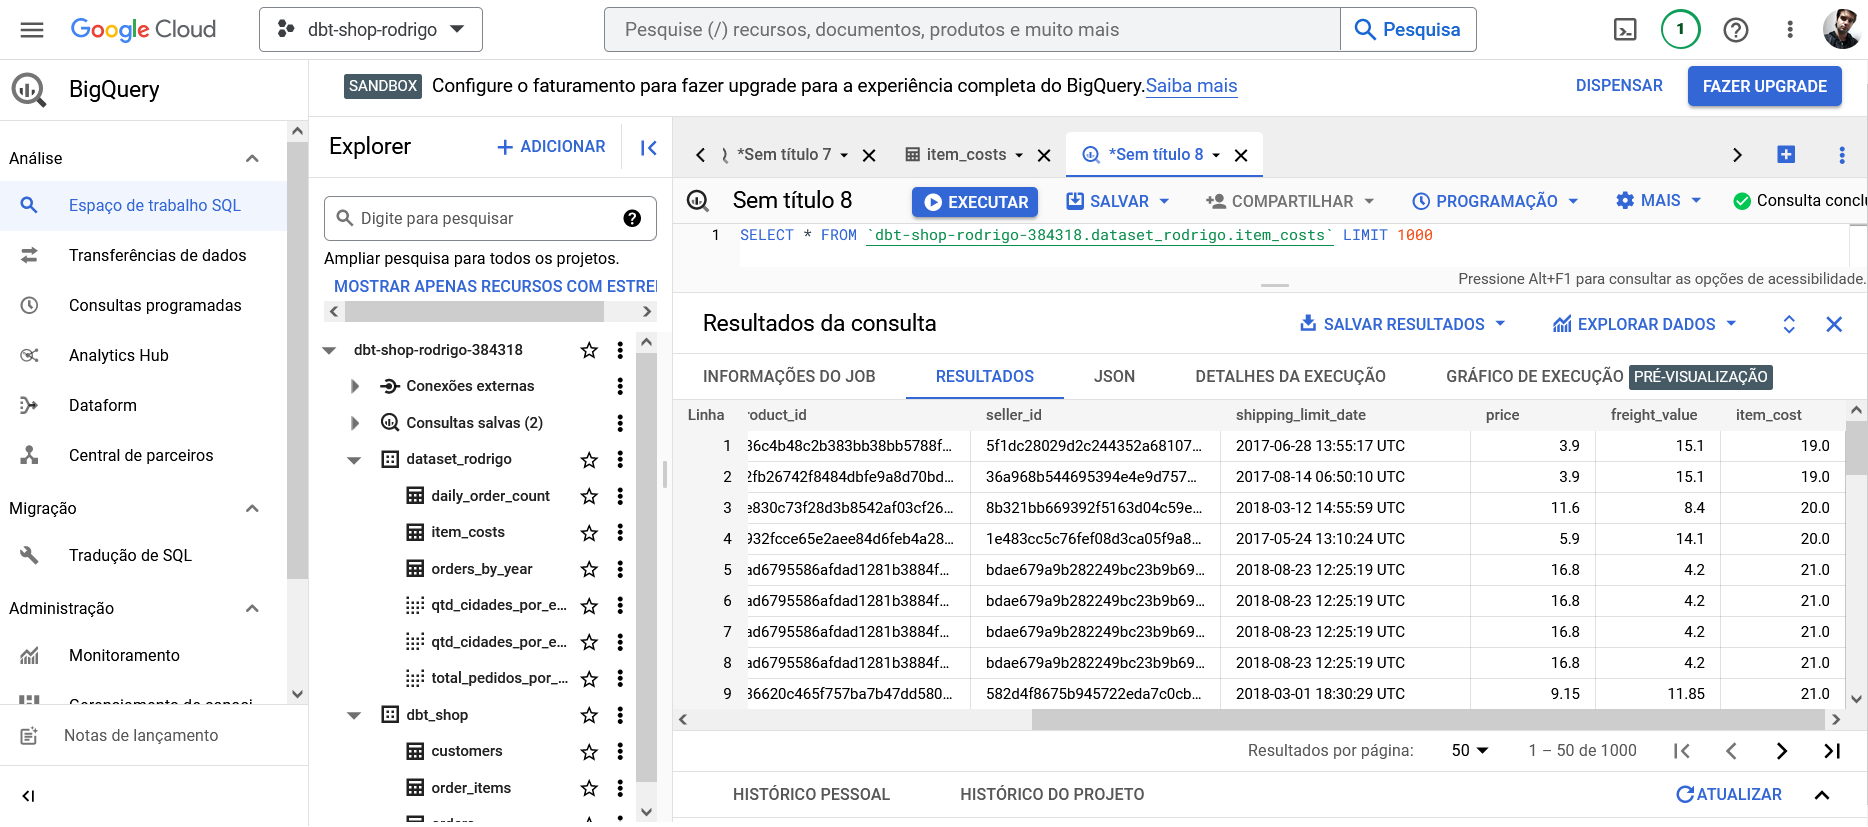 Google Cloud
dbt-shop-rodrigo
Pesquise (/) recursos, documentos, produtos e muito mais
Pesquisa
1
BigQuery
SANDBOX Configure o faturamento para fazer upgrade para a experiência completa do BigQuery. Saiba mais
DISPENSAR
FAZER UPGRADE
Análise
Espaço de trabalho SQL
Transferências de dados
Consultas programadas
Analytics Hub
Dataform
Central de parceiros
Migração
Tradução de SQL
Administração
Monitoramento
Notas de lançamento
Explorer
ADICIONAR
Digite para pesquisar
Ampliar pesquisa para todos os projetos.
MOSTRAR APENAS RECURSOS COM ESTREI
dbt-shop-rodrigo-384318
Conexões externas
Consultas salvas (2)
dataset_rodrigo
daily_order_count
item_costs
orders_by_year
qtd_cidades_por_e...
qtd_cidades_por_e...
total_pedidos_por_...
dbt_shop
customers
order_items
orders
*Sem título 7
item_costs
*Sem título 8
Sem título 8
EXECUTAR
SALVAR
COMPARTILHAR
PROGRAMAÇÃO
MAIS
Consulta conclu
1 SELECT * FROM `dbt-shop-rodrigo-384318.dataset_rodrigo.item_costs` LIMIT 1000
Pressione Alt+F1 para consultar as opções de acessibilidade.
Resultados da consulta
SALVAR RESULTADOS
EXPLORAR DADOS
INFORMAÇÕES DO JOB RESULTADOS JSON DETALHES DA EXECUÇÃO GRÁFICO DE EXECUÇÃO PRÉ-VISUALIZAÇÃO
Linha roduct_id seller_id shipping_limit_date price freight_value item_cost
1 36c4b48c2b383bb38bb5788f... 5f1dc28029d2c244352a68107... 2017-06-28 13:55:17 UTC 3.9 15.1 19.0
2 2fb26742f8484dbfe9a8d70bd... 36a968b544695394e4e9d757... 2017-08-14 06:50:10 UTC 3.9 15.1 19.0
3 e830c73f28d3b8542af03cf26... 8b321bb669392f5163d04c59e... 2018-03-12 14:55:59 UTC 11.6 8.4 20.0
4 932fcce65e2aee84d6feb4a28... 1e483cc5c76fef08d3ca05f9a8... 2017-05-24 13:10:24 UTC 5.9 14.1 20.0
5 ad6795586afdad1281b3884f... bdae679a9b282249bc23b9b69... 2018-08-23 12:25:19 UTC 16.8 4.2 21.0
6 ad6795586afdad1281b3884f... bdae679a9b282249bc23b9b69... 2018-08-23 12:25:19 UTC 16.8 4.2 21.0
7 ad6795586afdad1281b3884f... bdae679a9b282249bc23b9b69... 2018-08-23 12:25:19 UTC 16.8 4.2 21.0
8 ad6795586afdad1281b3884f... bdae679a9b282249bc23b9b69... 2018-08-23 12:25:19 UTC 16.8 4.2 21.0
9 36620c465f757ba7b47dd580... 582d4f8675b945722eda7c0cb... 2018-03-01 18:30:29 UTC 9.15 11.85 21.0
Resultados por página: 50 1 – 50 de 1000
HISTÓRICO PESSOAL HISTÓRICO DO PROJETO ATUALIZAR